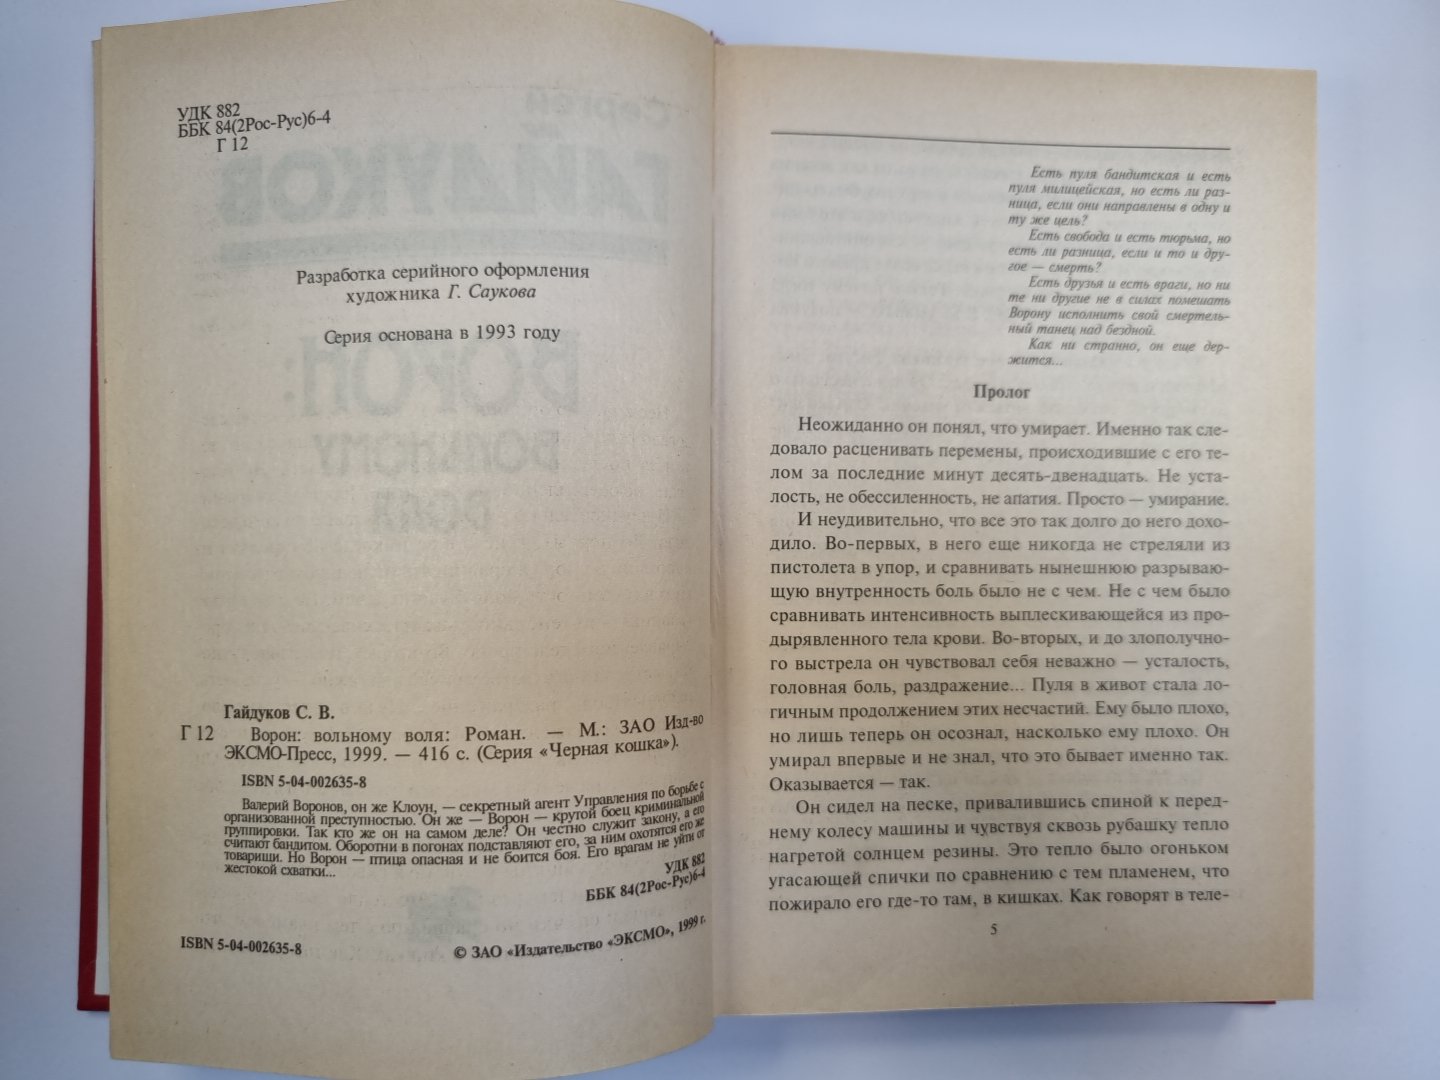 УДК 882
ББК 84(2Рос-Рус)6-4
Г 12
Разработка серийного оформления
художника Г. Саукова
Серия основана в 1993 году
Гайдуков С. В.
Г 12 Ворон: вольному воля: Роман. — М.: ЗАО Изд-во
ЭКСМО-Пресс, 1999. — 416 с. (Серия «Черная кошка»).
ISBN 5-04-002635-8
Валерий Воронов, он же Клоун, — секретный агент Управления по борьбе с
организованной преступностью. Он же — Ворон — крутой боец криминальной
группировки. Так кто же он на самом деле? Он честно служит закону, а его
считают бандитом. Оборотни в погонах подставляют его, за ним охотятся его же
товарищи. Но Ворон — птица опасная и не боится боя. Его врагам не уйти от
жестокой схватки...
УДК 882
ББК 84(2Рос-Рус)6-4
ISBN 5-04-002635-8
© ЗАО «Издательство «ЭКСМО», 1999 г.
Есть пуля бандитская и есть
пуля милицейская, но есть ли раз-
ница, если они направлены в одну и
ту же цель?
Есть свобода и есть тюрьма, но
есть ли разница, если и то и дру-
гое — смерть?
Есть друзья и есть враги, но ни
те ни другие не в силах помешать
Ворону исполнить свой смертель-
ный танец над бездной.
Как ни странно, он еще дер-
жится...
Пролог
Неожиданно он понял, что умирает. Именно так сле-
довало расценивать перемены, происходившие с его те-
лом за последние минут десять-двенадцать. Не уста-
лость, не обессиленность, не апатия. Просто — умирание.
И неудивительно, что все это так долго до него дохо-
дило. Во-первых, в него еще никогда не стреляли из
пистолета в упор, и сравнивать нынешнюю разрываю-
щую внутренность боль было не с чем. Не с чем было
сравнивать интенсивность выплескивающейся из про-
дырявленного тела крови. Во-вторых, и до злополучно-
го выстрела он чувствовал себя неважно — усталость,
головная боль, раздражение... Пуля в живот стала ло-
гичным продолжением этих несчастий. Ему было плохо,
но лишь теперь он осознал, насколько ему плохо. Он
умирал впервые и не знал, что это бывает именно так.
Оказывается — так.
Он сидел на песке, привалившись спиной к перед-
нему колесу машины и чувствуя сквозь рубашку тепло
нагретой солнцем резины. Это тепло было огоньком
угасающей спички по сравнению с тем пламенем, что
пожирало его где-то там, в кишках. Как говорят в теле-
5